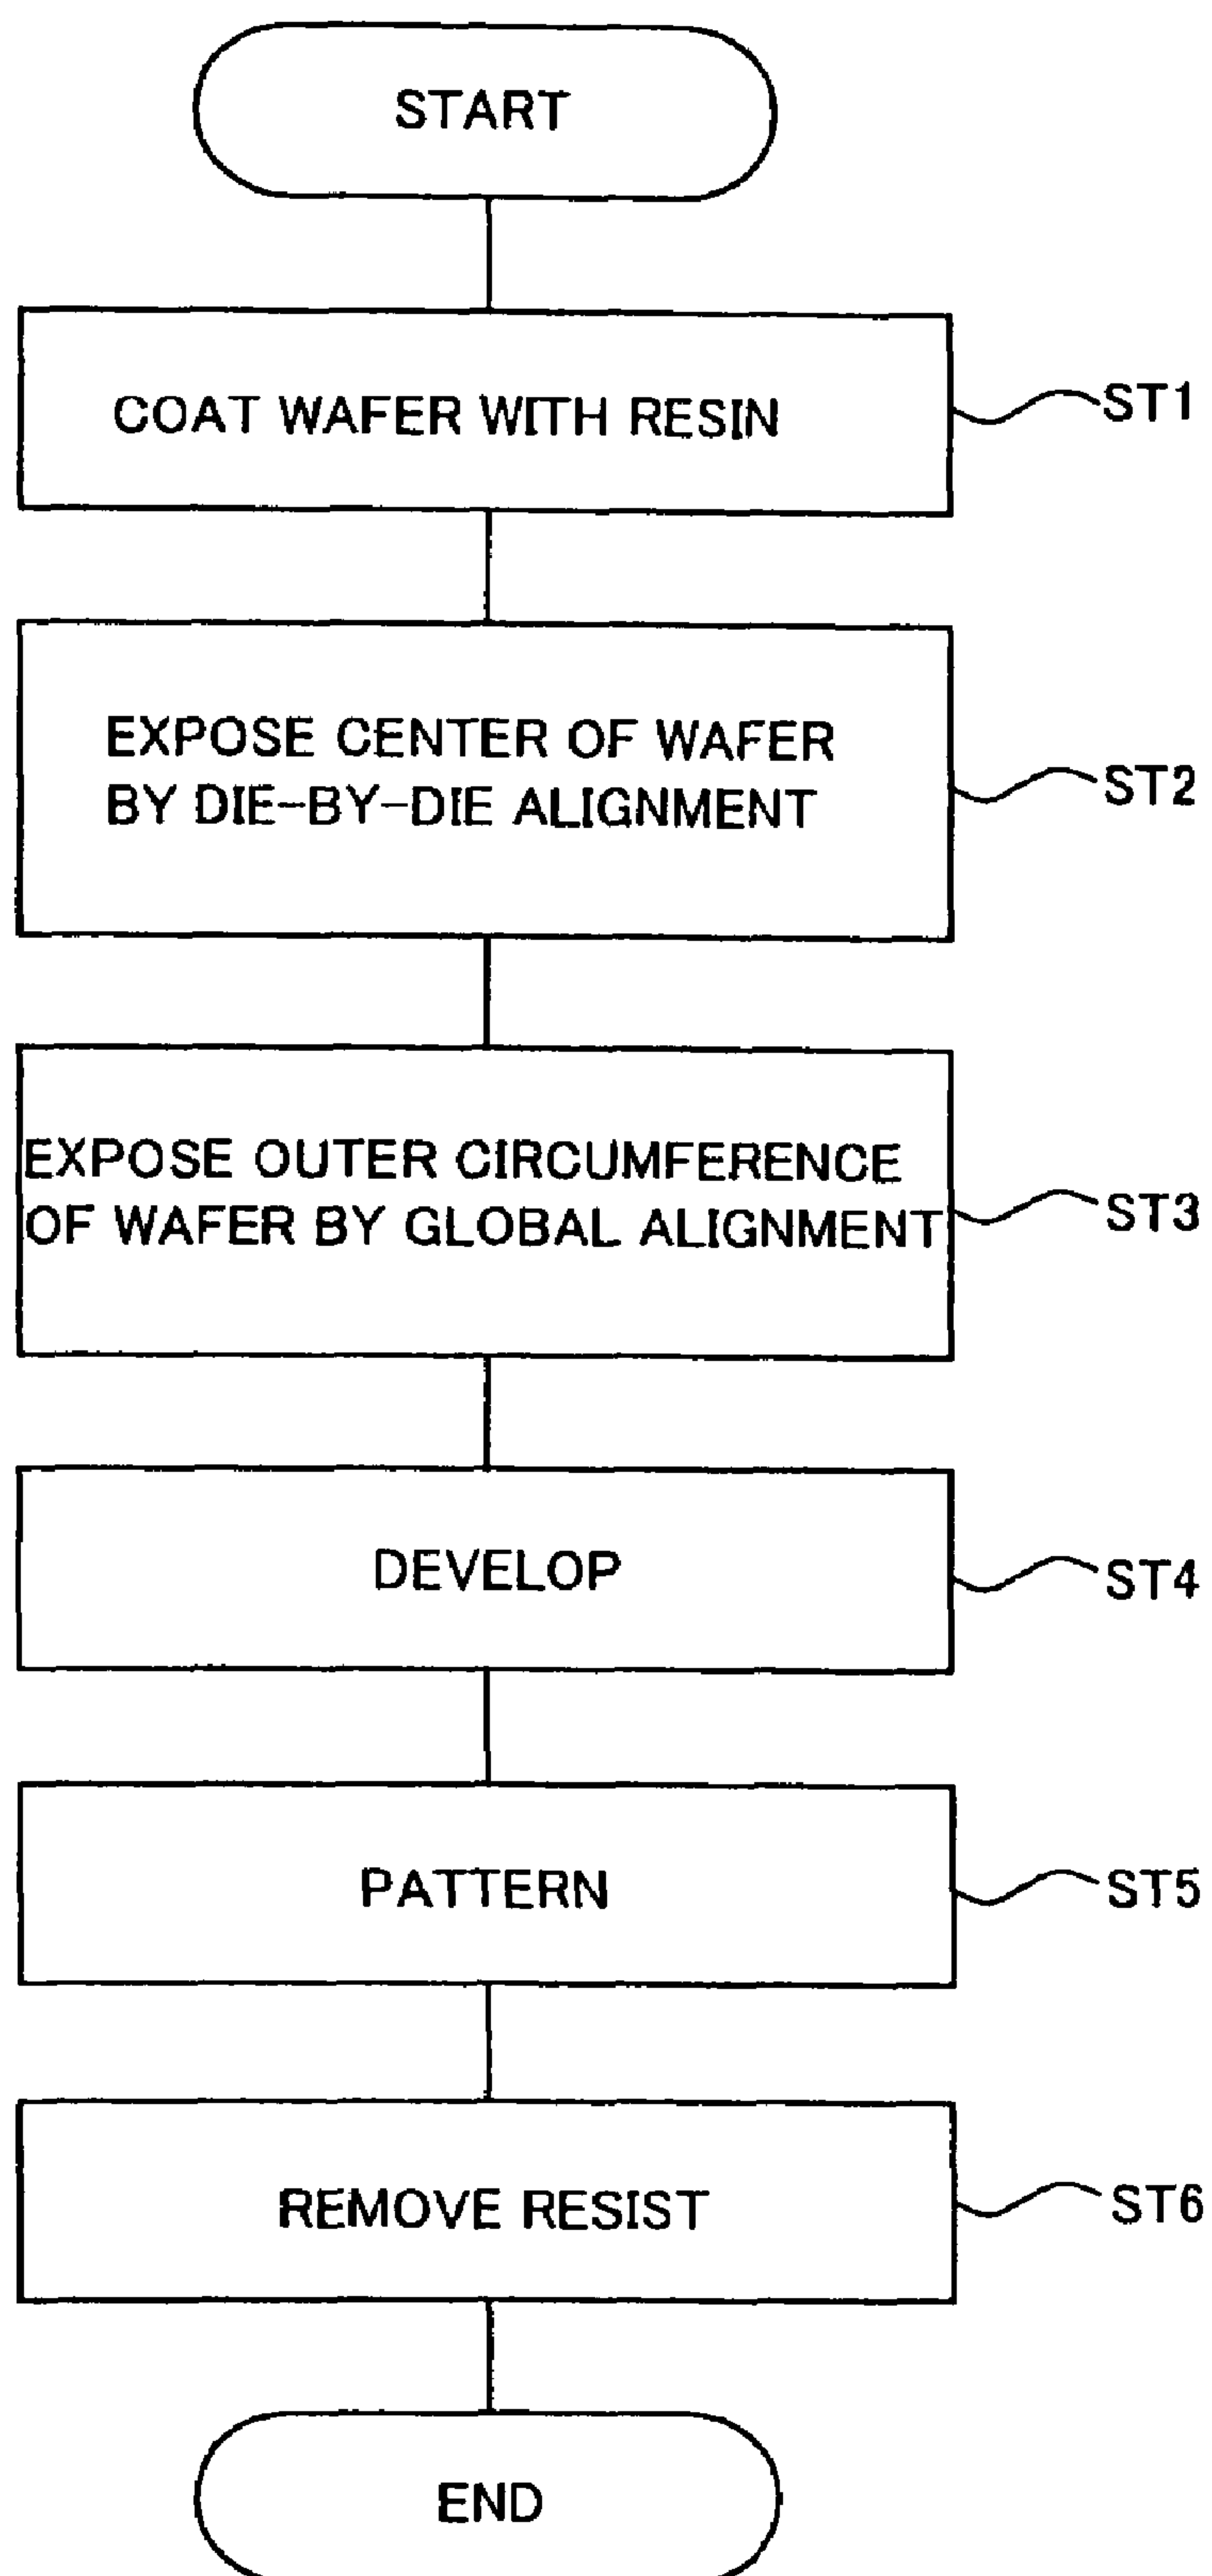 START
COAT WAFER WITH RESIN
ST1
EXPOSE CENTER OF WAFER
BY DIE-BY-DIE ALIGNMENT
ST2
EXPOSE OUTER CIRCUMFERENCE
OF WAFER BY GLOBAL ALIGNMENT
ST3
DEVELOP
ST4
PATTERN
ST5
REMOVE RESIST
ST6
END